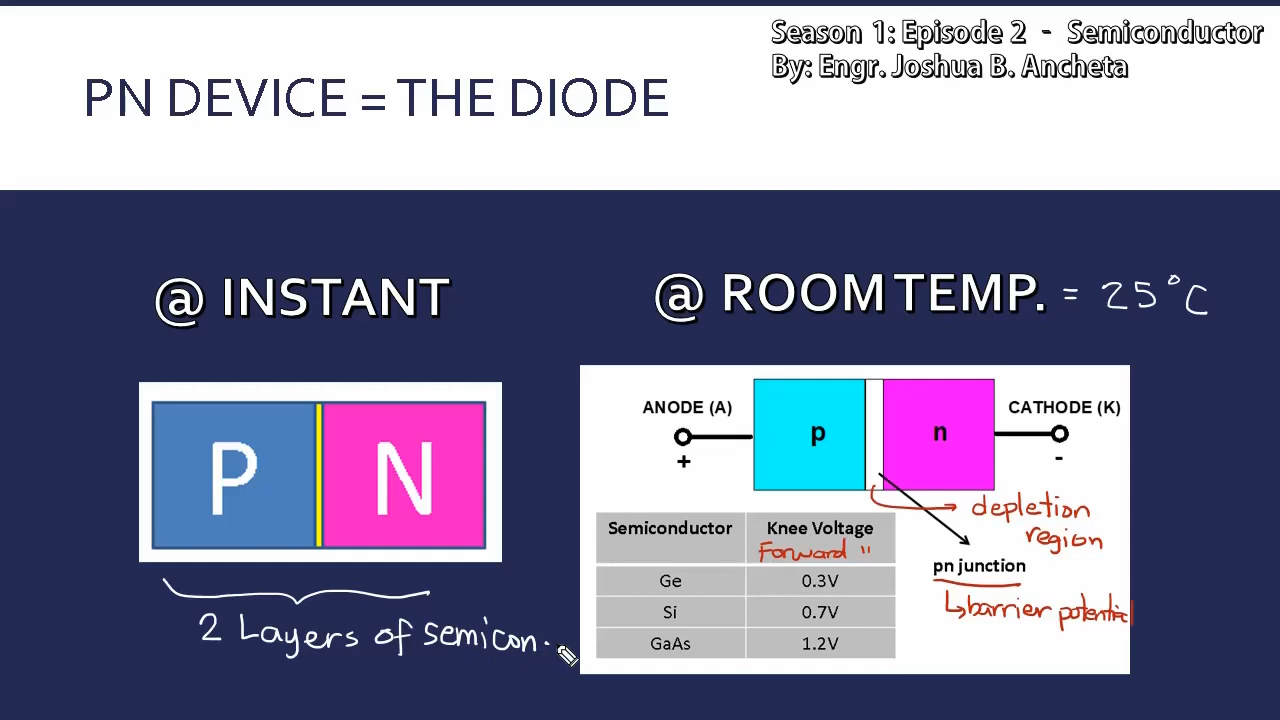 Season 1: Episode 2 - Semiconductor
By: Engr. Joshua B. Ancheta
PN DEVICE = THE DIODE
@ INSTANT
P N
2 Layers of semicon.
@ ROOM TEMP. = 25°C
ANODE (A)
+
p
n
CATHODE (K)
-
depletion
region
pn junction
↳barrier potential
Semiconductor Knee Voltage
Forward "
Ge 0.3V
Si 0.7V
GaAs 1.2V